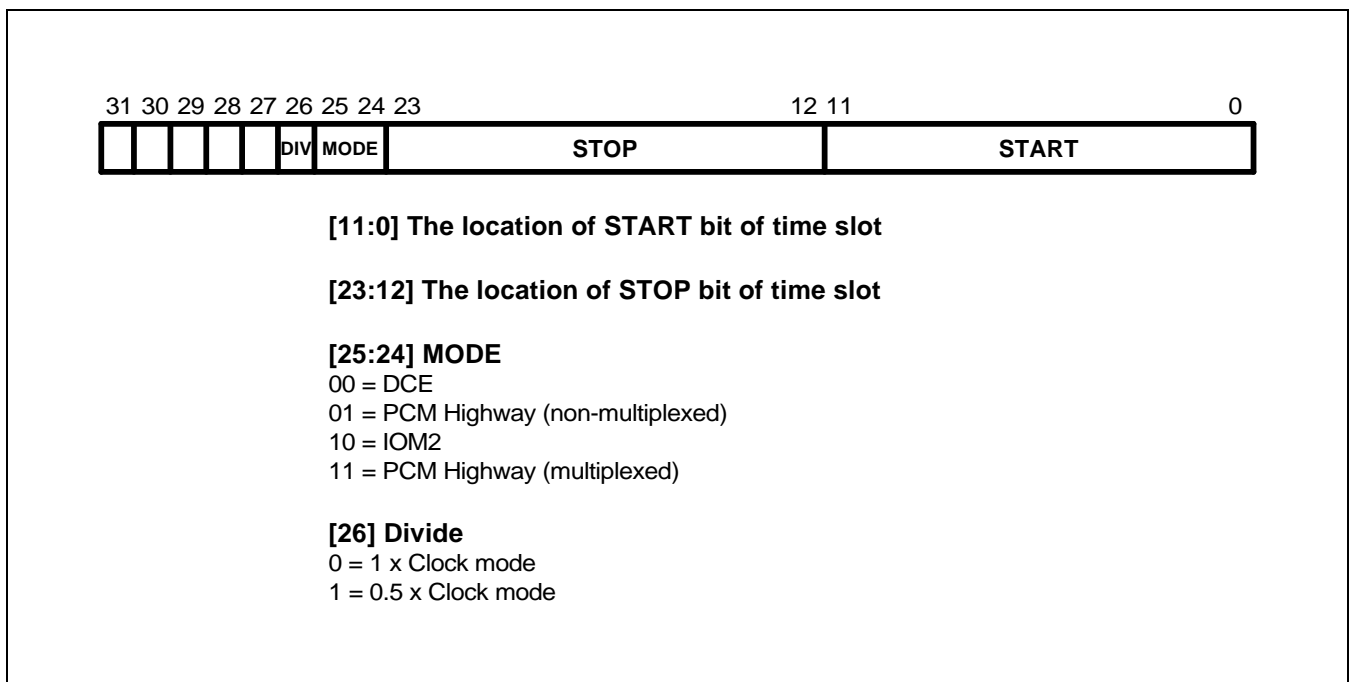 31 30 29 28 27 26 25 24 23 12 11 0
DIV MODE STOP START
[11:0] The location of START bit of time slot
[23:12] The location of STOP bit of time slot
[25:24] MODE
00 = DCE
01 = PCM Highway (non-multiplexed)
10 = IOM2
11 = PCM Highway (multiplexed)
[26] Divide
0 = 1 x Clock mode
1 = 0.5 x Clock mode